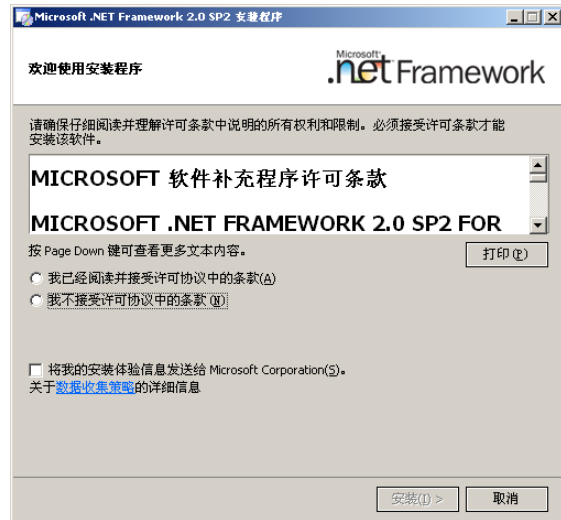 Microsoft .NET Framework 2.0 SP2 安装程序
欢迎使用安装程序
Microsoft
.net Framework
请确保仔细阅读并理解许可条款中说明的所有权利和限制。必须接受许可条款才能
安装该软件。
MICROSOFT 软件补充程序许可条款
MICROSOFT .NET FRAMEWORK 2.0 SP2 FOR
按 Page Down 键可查看更多文本内容。
打印(P)
我已经阅读并接受许可协议中的条款(A)
我不接受许可协议中的条款(N)
将我的安装体验信息发送给 Microsoft Corporation(S)。
关于数据收集策略的详细信息
安装(I) >
取消